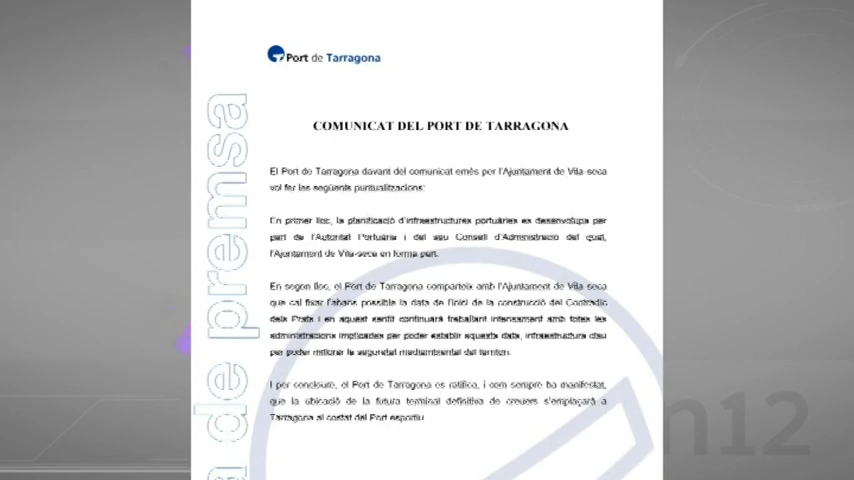 Port de Tarragona
COMUNICAT DEL PORT DE TARRAGONA
El Port de Tarragona davant del comunicat emès per l'Ajuntament de Vila-seca
vol fer les següents puntualitzacions:
En primer lloc, la planificació d'infraestructures portuàries es desenvolupa per
part de l'Autoritat Portuària i del seu Consell d'Administració del qual,
l'Ajuntament de Vila-seca en forma part.
En segon lloc, el Port de Tarragona comparteix amb l'Ajuntament de Vila-seca
que cal fixar l'abans possible la data de l'inici de la construcció del Contradic
dels Prats i en aquest sentit continuarà treballant intensament amb totes les
administracions implicades per poder establir aquesta data, infraestructura clau
per poder millorar la seguretat mediambiental del territori.
I per concloure, el Port de Tarragona es ratifica, i com sempre ha manifestat,
que la ubicació de la futura terminal definitiva de creuers s'emplaçarà a
Tarragona al costat del Port esportiu.
a de premsa
n12